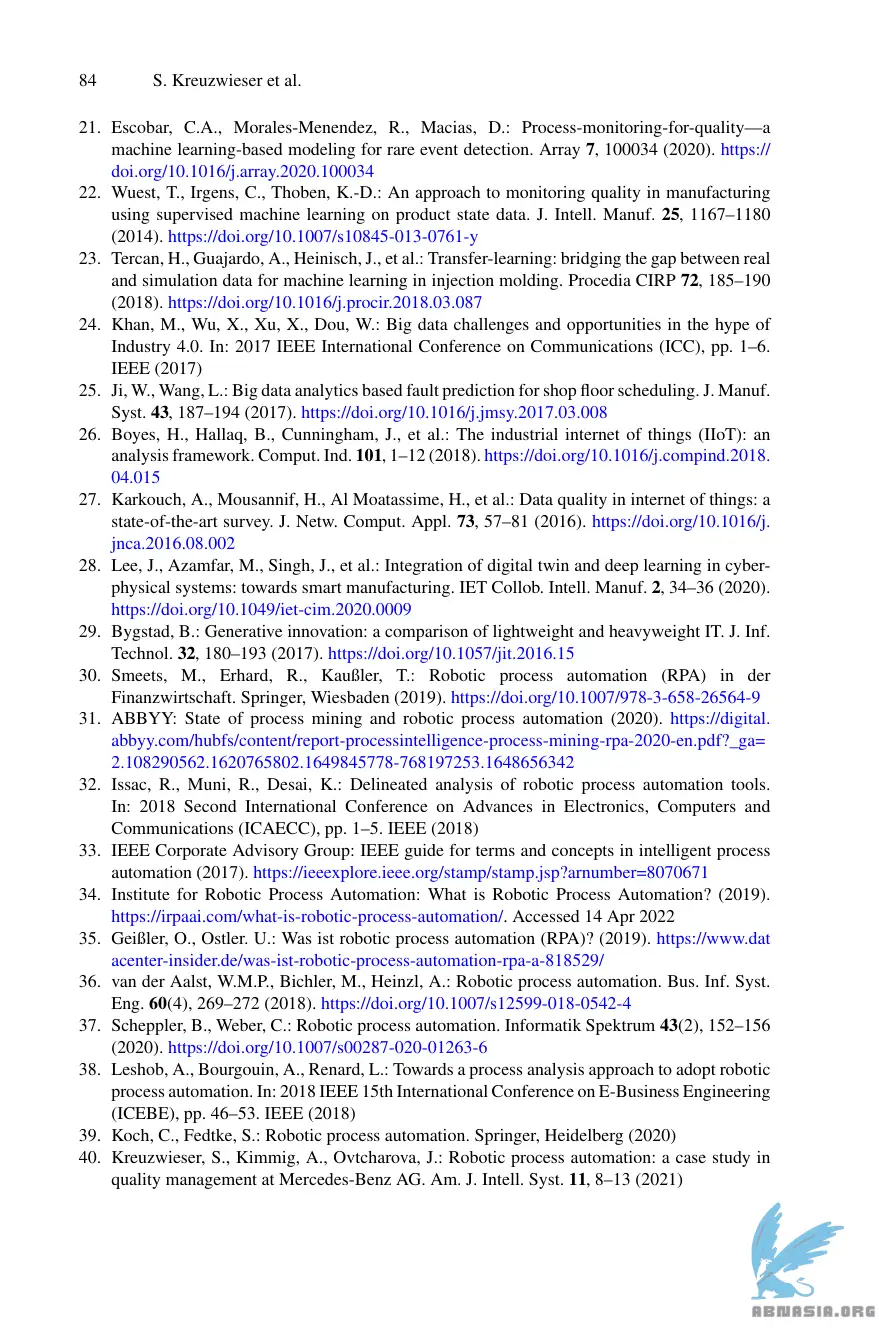 84 S. Kreuzwieser et al.
21. Escobar, C.A., Morales-Menendez, R., Macias, D.: Process-monitoring-for-quality—a
machine learning-based modeling for rare event detection. Array 7, 100034 (2020). https://
doi.org/10.1016/j.array.2020.100034
22. Wuest, T., Irgens, C., Thoben, K.-D.: An approach to monitoring quality in manufacturing
using supervised machine learning on product state data. J. Intell. Manuf. 25, 1167–1180
(2014). https://doi.org/10.1007/s10845-013-0761-y
23. Tercan, H., Guajardo, A., Heinisch, J., et al.: Transfer-learning: bridging the gap between real
and simulation data for machine learning in injection molding. Procedia CIRP 72, 185–190
(2018). https://doi.org/10.1016/j.procir.2018.03.087
24. Khan, M., Wu, X., Xu, X., Dou, W.: Big data challenges and opportunities in the hype of
Industry 4.0. In: 2017 IEEE International Conference on Communications (ICC), pp. 1–6.
IEEE (2017)
25. Ji, W., Wang, L.: Big data analytics based fault prediction for shop floor scheduling. J. Manuf.
Syst. 43, 187–194 (2017). https://doi.org/10.1016/j.jmsy.2017.03.008
26. Boyes, H., Hallaq, B., Cunningham, J., et al.: The industrial internet of things (IIoT): an
analysis framework. Comput. Ind. 101, 1–12 (2018). https://doi.org/10.1016/j.compind.2018.
04.015
27. Karkouch, A., Mousannif, H., Al Moatassime, H., et al.: Data quality in internet of things: a
state-of-the-art survey. J. Netw. Comput. Appl. 73, 57–81 (2016). https://doi.org/10.1016/j.
jnca.2016.08.002
28. Lee, J., Azamfar, M., Singh, J., et al.: Integration of digital twin and deep learning in cyber-
physical systems: towards smart manufacturing. IET Collob. Intell. Manuf. 2, 34–36 (2020).
https://doi.org/10.1049/iet-cim.2020.0009
29. Bygstad, B.: Generative innovation: a comparison of lightweight and heavyweight IT. J. Inf.
Technol. 32, 180–193 (2017). https://doi.org/10.1057/jit.2016.15
30. Smeets, M., Erhard, R., Kaußler, T.: Robotic process automation (RPA) in der
Finanzwirtschaft. Springer, Wiesbaden (2019). https://doi.org/10.1007/978-3-658-26564-9
31. ABBYY: State of process mining and robotic process automation (2020). https://digital.
abbyy.com/hubfs/content/report-processintelligence-process-mining-rpa-2020-en.pdf?_ga=
2.108290562.1620765802.1649845778-768197253.1648656342
32. Issac, R., Muni, R., Desai, K.: Delineated analysis of robotic process automation tools.
In: 2018 Second International Conference on Advances in Electronics, Computers and
Communications (ICAECC), pp. 1–5. IEEE (2018)
33. IEEE Corporate Advisory Group: IEEE guide for terms and concepts in intelligent process
automation (2017). https://ieeexplore.ieee.org/stamp/stamp.jsp?arnumber=8070671
34. Institute for Robotic Process Automation: What is Robotic Process Automation? (2019).
https://irpaai.com/what-is-robotic-process-automation/. Accessed 14 Apr 2022
35. Geißler, O., Ostler. U.: Was ist robotic process automation (RPA)? (2019). https://www.dat
acenter-insider.de/was-ist-robotic-process-automation-rpa-a-818529/
36. van der Aalst, W.M.P., Bichler, M., Heinzl, A.: Robotic process automation. Bus. Inf. Syst.
Eng. 60(4), 269–272 (2018). https://doi.org/10.1007/s12599-018-0542-4
37. Scheppler, B., Weber, C.: Robotic process automation. Informatik Spektrum 43(2), 152–156
(2020). https://doi.org/10.1007/s00287-020-01263-6
38. Leshob, A., Bourgouin, A., Renard, L.: Towards a process analysis approach to adopt robotic
process automation. In: 2018 IEEE 15th International Conference on E-Business Engineering
(ICEBE), pp. 46–53. IEEE (2018)
39. Koch, C., Fedtke, S.: Robotic process automation. Springer, Heidelberg (2020)
40. Kreuzwieser, S., Kimmig, A., Ovtcharova, J.: Robotic process automation: a case study in
quality management at Mercedes-Benz AG. Am. J. Intell. Syst. 11, 8–13 (2021)
ABNASIA.ORG